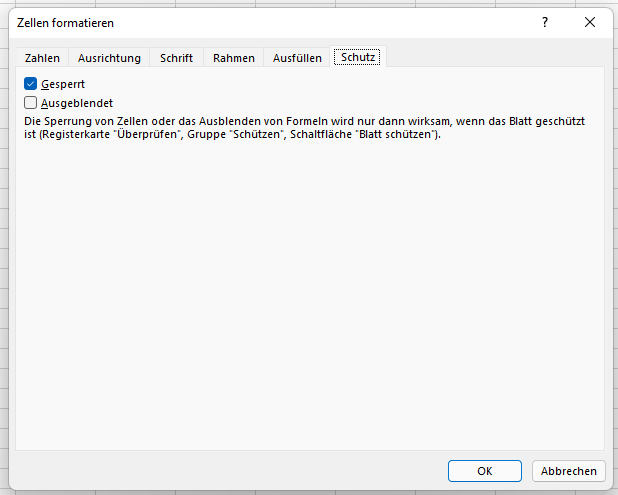 Zellen formatieren
?
Zahlen Ausrichtung Schrift Rahmen Ausfüllen Schutz
Gesperrt
Ausgeblendet
Die Sperrung von Zellen oder das Ausblenden von Formeln wird nur dann wirksam, wenn das Blatt geschützt
ist (Registerkarte "Überprüfen", Gruppe "Schützen", Schaltfläche "Blatt schützen").
OK Abbrechen